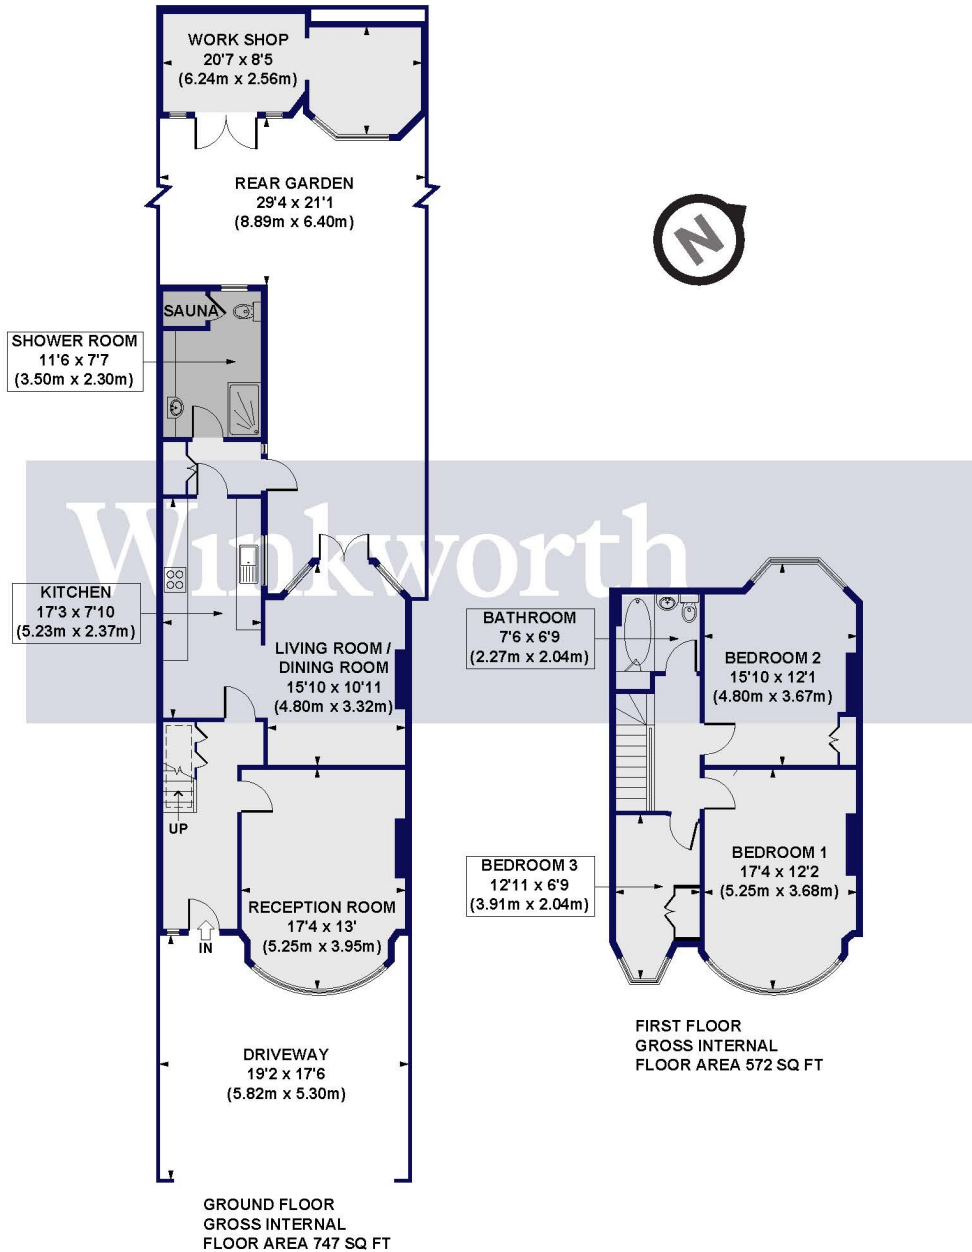 WORK SHOP
20'7 x 8'5
(6.24m x 2.56m)
REAR GARDEN
29'4 x 21'1
(8.89m x 6.40m)
N
SAUNA
SHOWER ROOM
11'6 x 7'7
(3.50m x 2.30m)
Winkworth
KITCHEN
17'3 x 7'10
(5.23m x 2.37m)
LIVING ROOM /
DINING ROOM
15'10 x 10'11
(4.80m x 3.32m)
UP
RECEPTION ROOM
17'4 x 13'
(5.25m x 3.95m)
IN
DRIVEWAY
19'2 x 17'6
(5.82m x 5.30m)
GROUND FLOOR
GROSS INTERNAL
FLOOR AREA 747 SQ FT
BATHROOM
7'6 x 6'9
(2.27m x 2.04m)
BEDROOM 2
15'10 x 12'1
(4.80m x 3.67m)
BEDROOM 3
12'11 x 6'9
(3.91m x 2.04m)
BEDROOM 1
17'4 x 12'2
(5.25m x 3.68m)
FIRST FLOOR
GROSS INTERNAL
FLOOR AREA 572 SQ FT